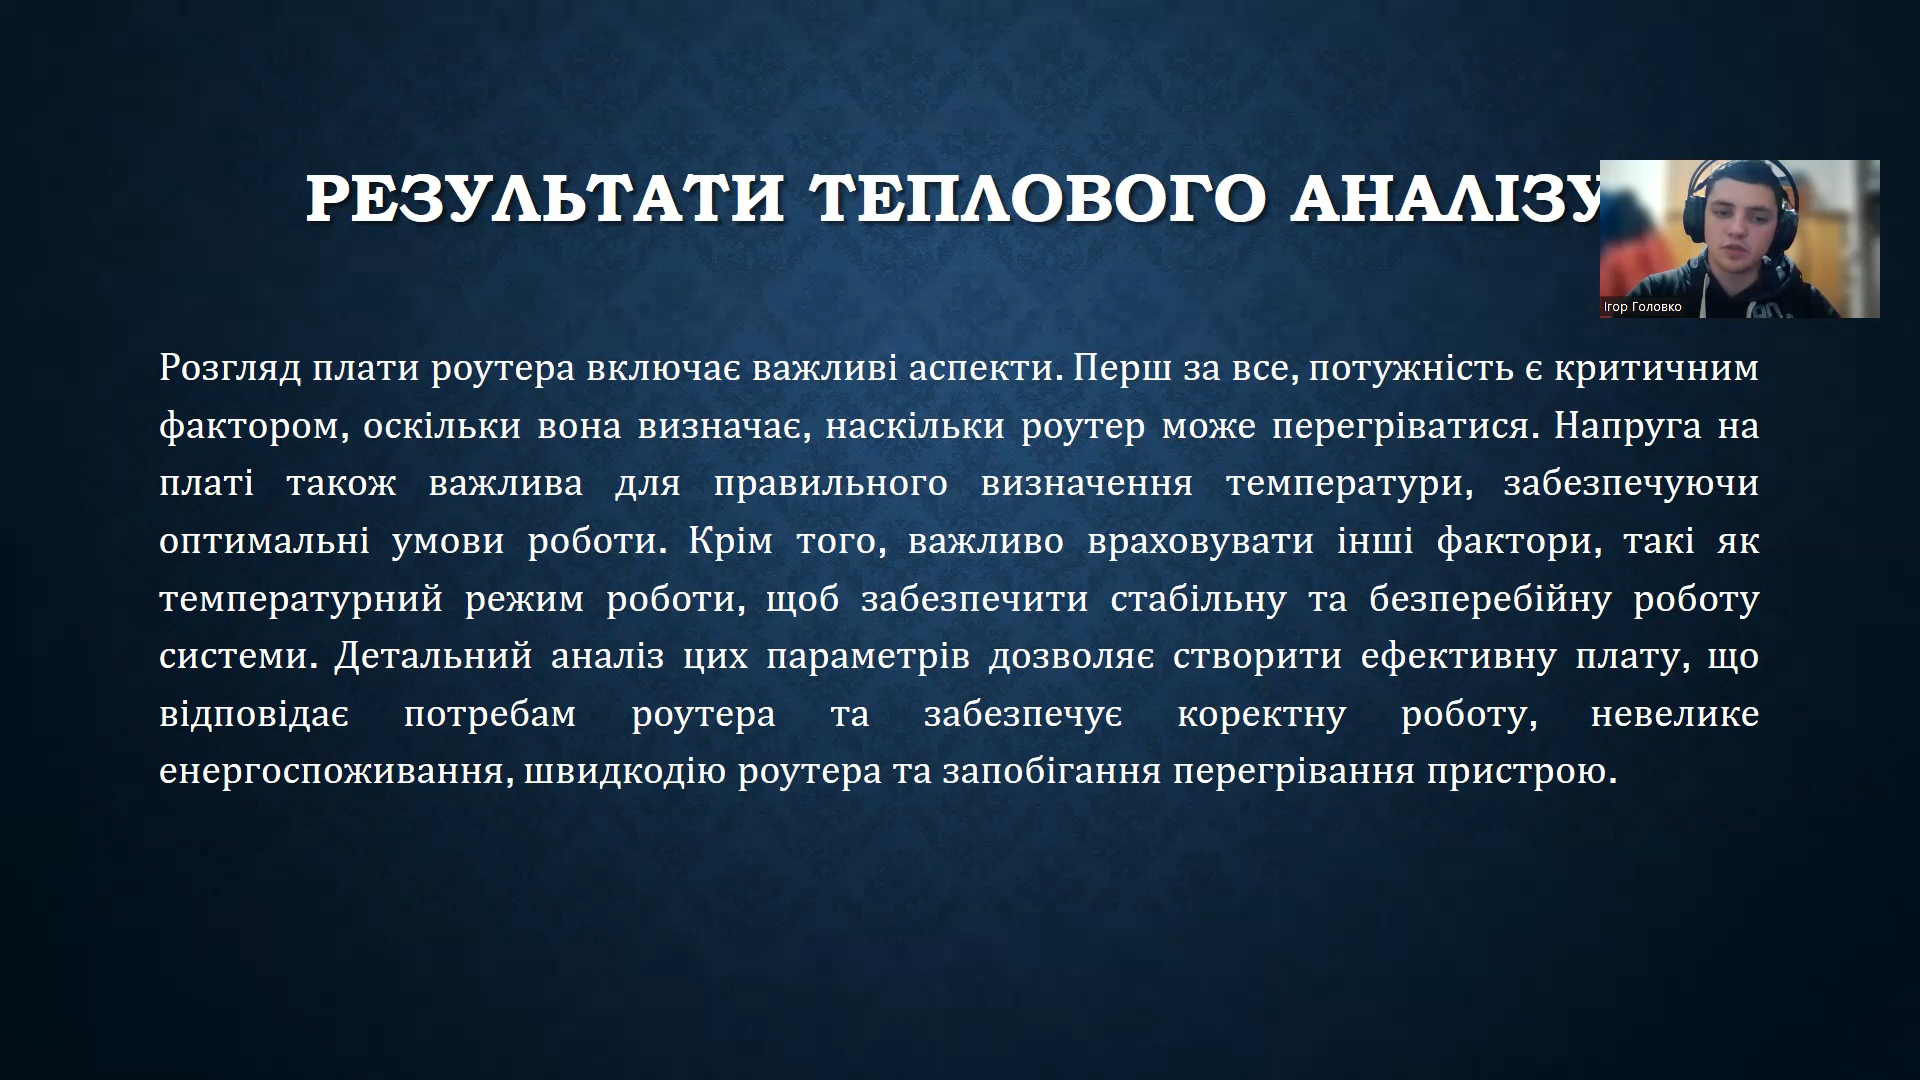 РЕЗУЛЬТАТИ ТЕПЛОВОГО АНАЛІЗУ
Ігор Головко
Розгляд плати роутера включає важливі аспекти. Перш за все, потужність є критичним
фактором, оскільки вона визначає, наскільки роутер може перегріватися. Напруга на
платі також важлива для правильного визначення температури, забезпечуючи
оптимальні умови роботи. Крім того, важливо враховувати інші фактори, такі як
температурний режим роботи, щоб забезпечити стабільну та безперебійну роботу
системи. Детальний аналіз цих параметрів дозволяє створити ефективну плату, що
відповідає потребам роутера та забезпечує коректну роботу, невелике
енергоспоживання, швидкодію роутера та запобігання перегрівання пристрою.